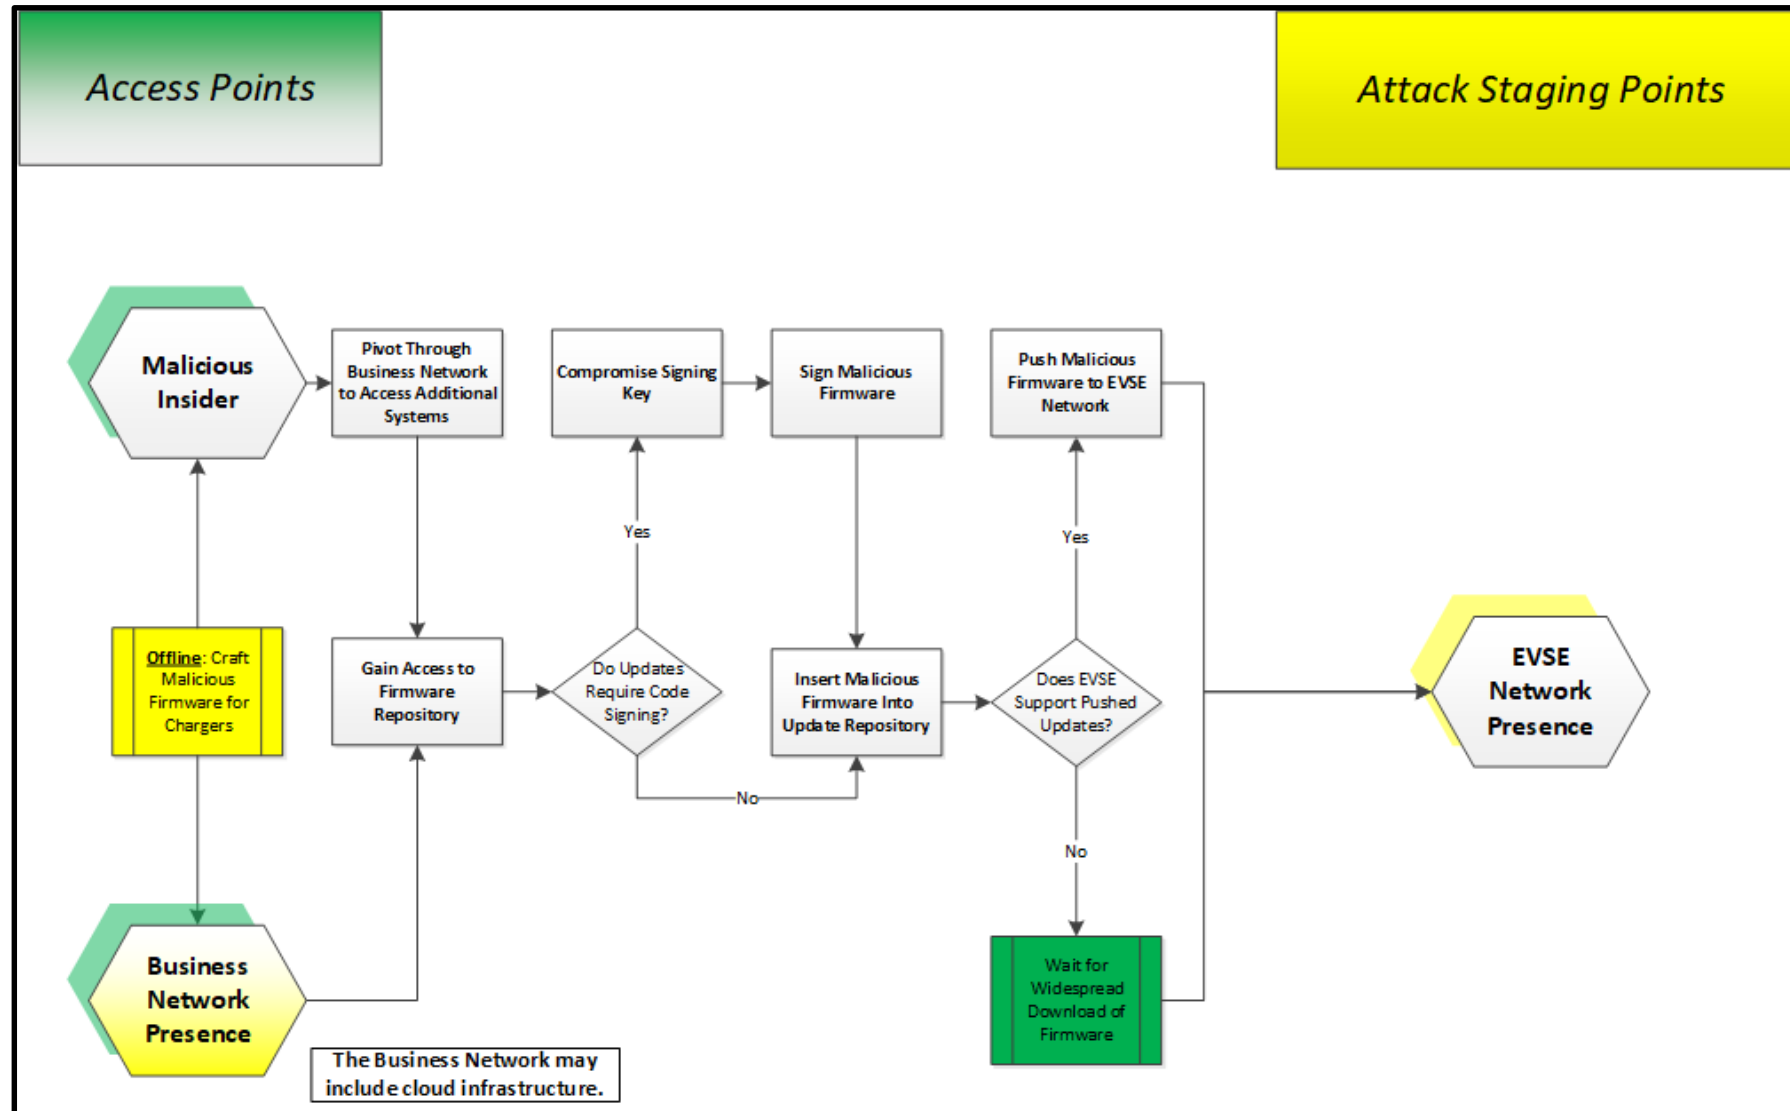 Access Points
Attack Staging Points
Malicious
Insider
Pivot Through
Business Network
to Access Additional
Systems
Compromise Signing
Key
Sign Malicious
Firmware
Push Malicious
Firmware to EVSE
Network
Yes
Yes
Offline: Craft
Malicious
Firmware for
Chargers
Gain Access to
Firmware
Repository
Do Updates
Require Code
Signing?
Insert Malicious
Firmware Into
Update Repository
Does EVSE
Support Pushed
Updates?
EVSE
Network
Presence
No
No
Business
Network
Presence
Wait for
Widespread
Download of
Firmware
The Business Network may
include cloud infrastructure.